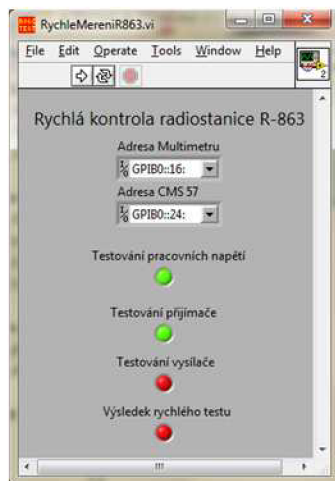 RychleMereniR863.vi
File Edit Operate Tools Window Help
2
Rychlá kontrola radiostanice R-863
Adresa Multimetru
GPIB0::16:
Adresa CMS 57
GPIB0::24:
Testování pracovních napětí
Testování přijímače
Testování vysílače
Výsledek rychlého testu